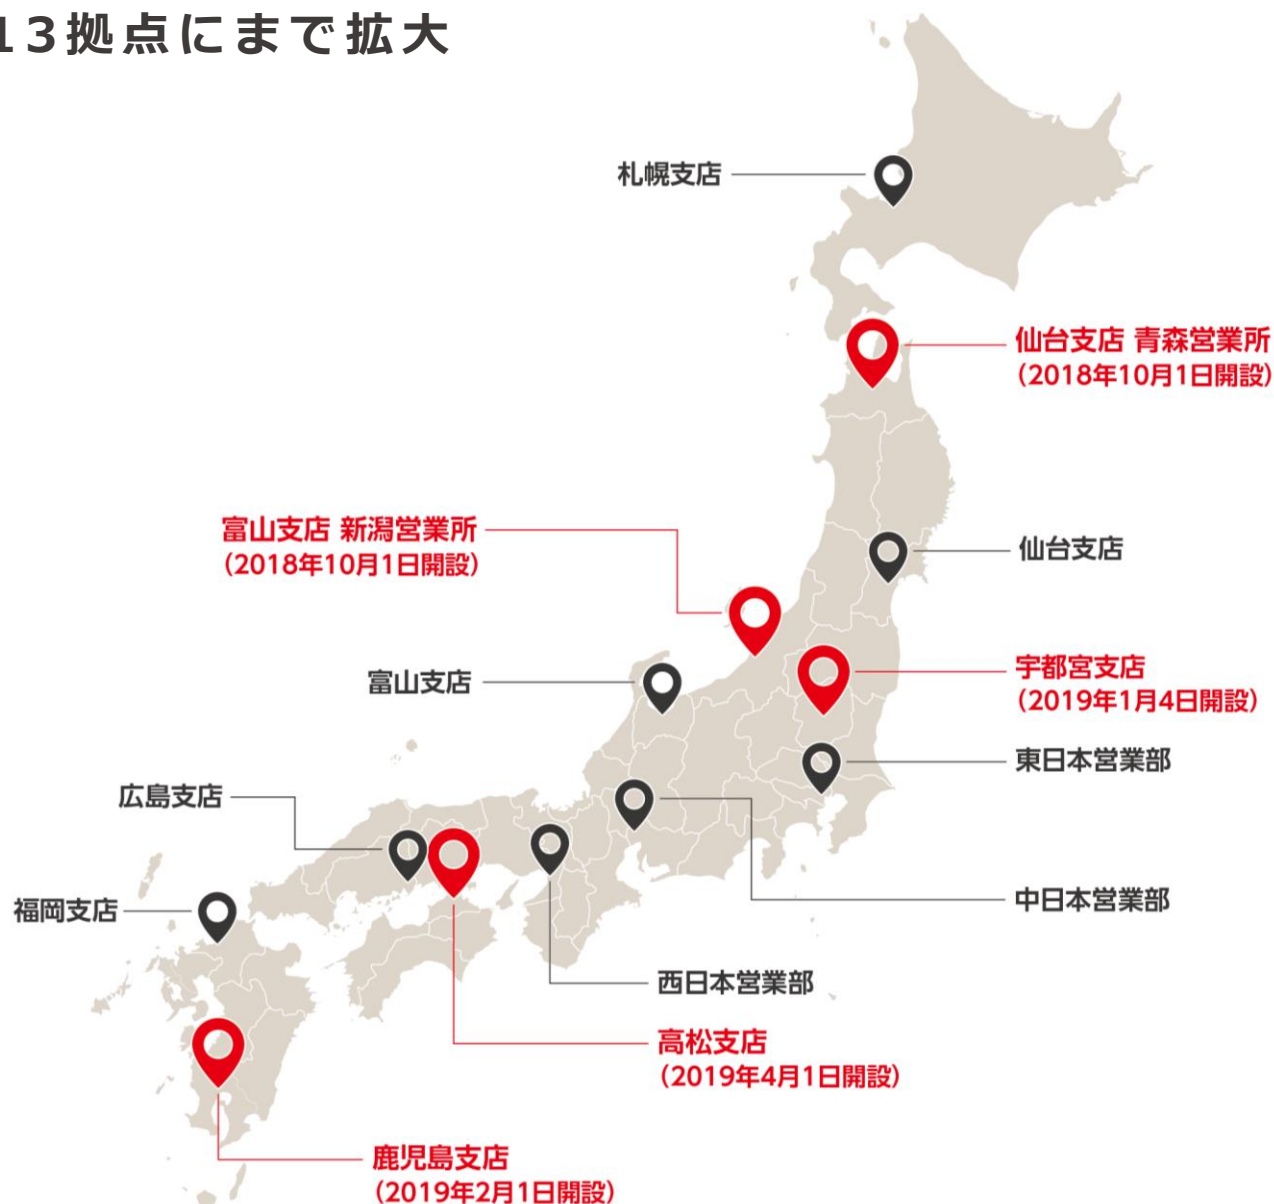 13拠点にまで拡大
札幌支店
仙台支店 青森営業所
(2018年10月1日開設)
富山支店 新潟営業所
(2018年10月1日開設)
仙台支店
宇都宮支店
(2019年1月4日開設)
富山支店
東日本営業部
広島支店
中日本営業部
福岡支店
西日本営業部
高松支店
(2019年4月1日開設)
鹿児島支店
(2019年2月1日開設)